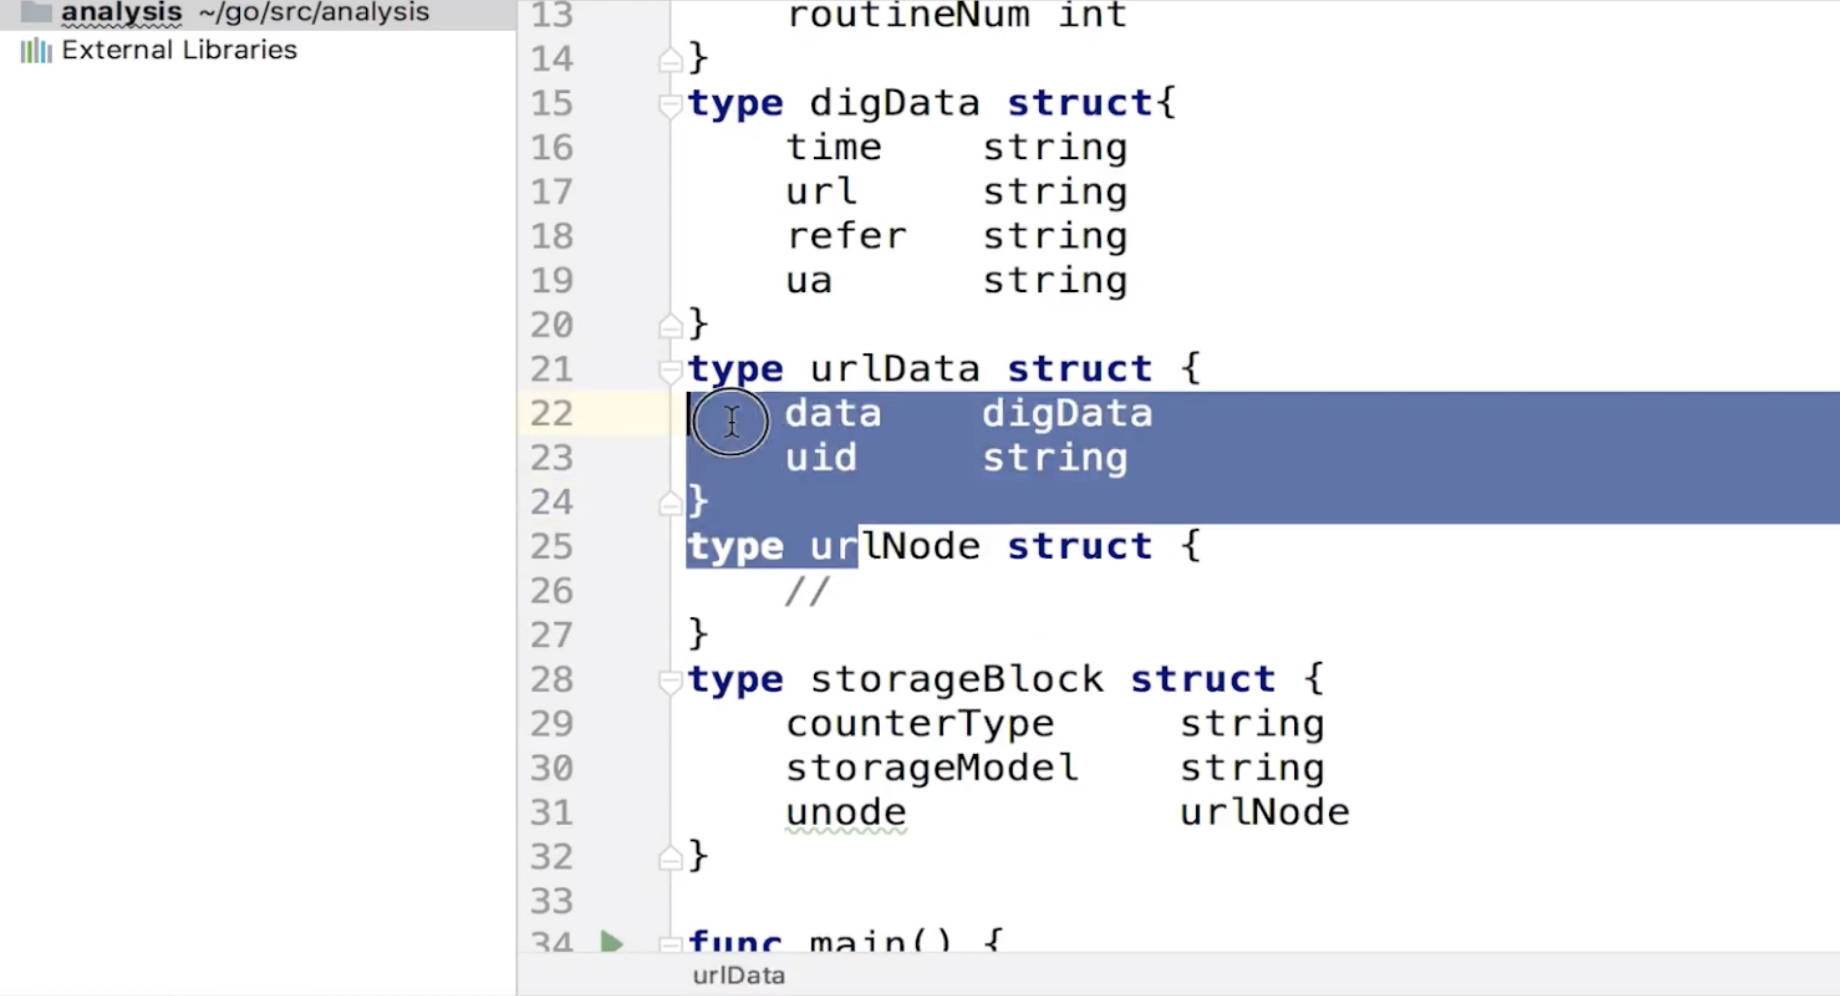 analysis ~/go/src/analysis
External Libraries
13 routineNum int
14 }
15 type digData struct{
16 time string
17 url string
18 refer string
19 ua string
20 }
21 type urlData struct {
22 data digData
23 uid string
24 }
25 type urlNode struct {
26 //
27 }
28 type storageBlock struct {
29 counterType string
30 storageModel string
31 unode urlNode
32 }
33
34 func main() {
urlData